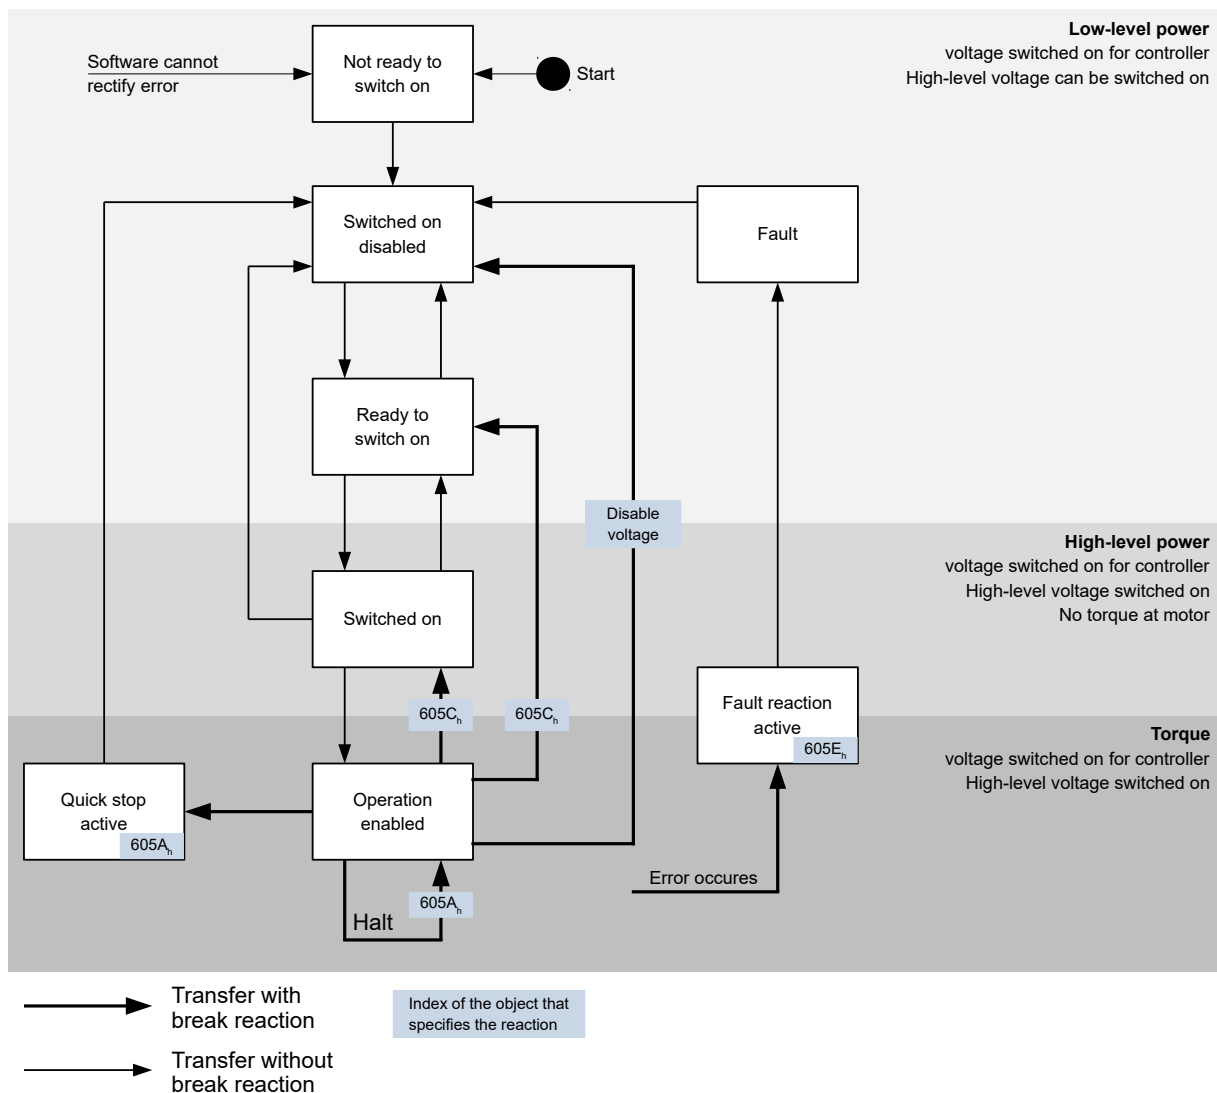 Low-level power
voltage switched on for controller
High-level voltage can be switched on
Software cannot
rectify error
Not ready to
switch on
Start
Switched on
disabled
Fault
Ready to
switch on
Disable
voltage
High-level power
voltage switched on for controller
High-level voltage switched on
No torque at motor
Switched on
605Ch
605Ch
Fault reaction
active
605Eh
Torque
voltage switched on for controller
High-level voltage switched on
Quick stop
active
605Ah
Operation
enabled
Error occures
605Ah
Halt
Transfer with
break reaction
Index of the object that
specifies the reaction
Transfer without
break reaction